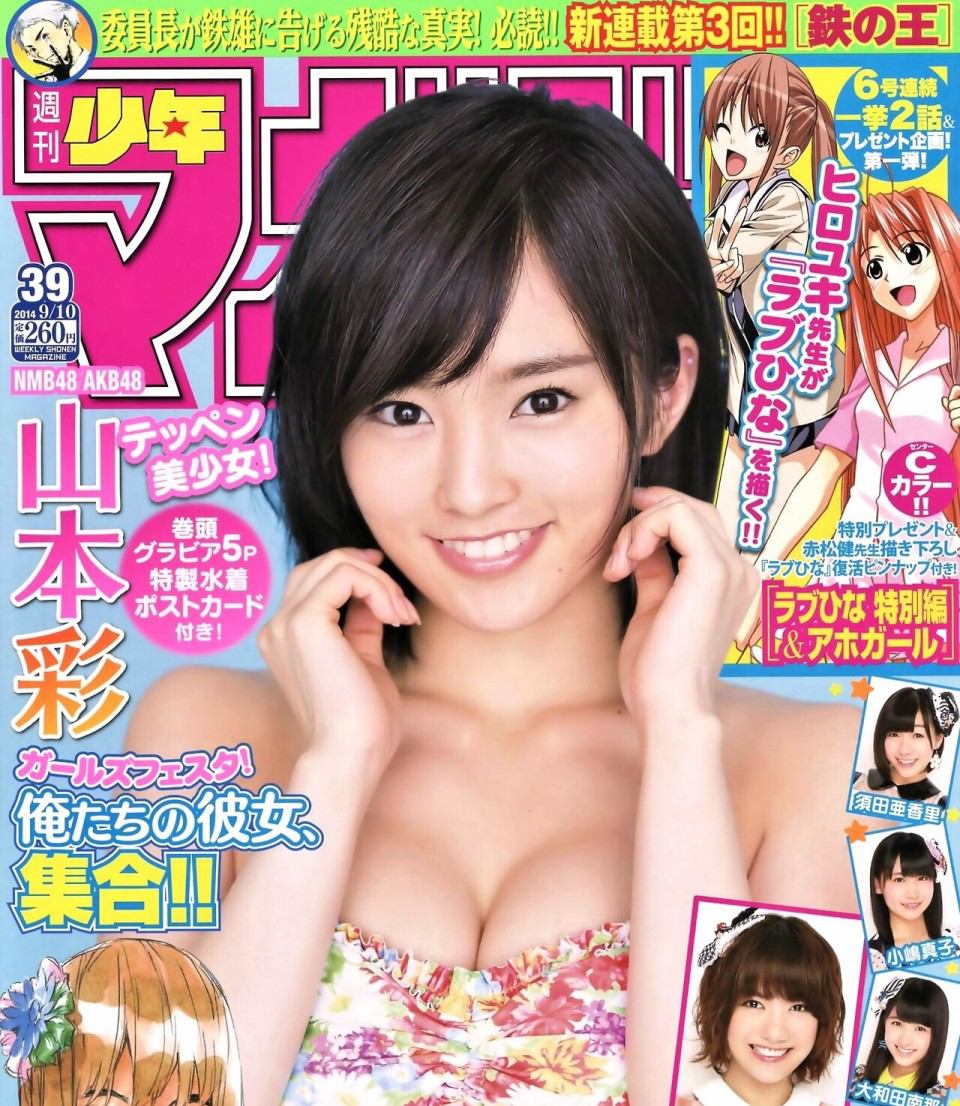 委員長が鉄雄に告げる残酷な真実! 必読!! 新連載第3回!! [鉄の王]
週刊
少年
マガジン
39
2014 9/10
定価260円
WEEKLY SHONEN
MAGAZINE
NMB48 AKB48
山本彩
テッペン
美少女!
巻頭
グラビア5P
特製水着
ポストカード
付き!
ガールズフェスタ!
俺たちの彼女、
集合!!
6号連続
一挙2話&
プレゼント企画!
第一弾!
ヒロユキ先生が
『ラブひな』を描く!!
センター
C
カラー!!
特別プレゼント&
赤松健先生描き下ろし
『ラブひな』復活ピンナップ付き!
[ラブひな 特別編
&アホガール]
須田亜香里
小嶋真子
大和田南那